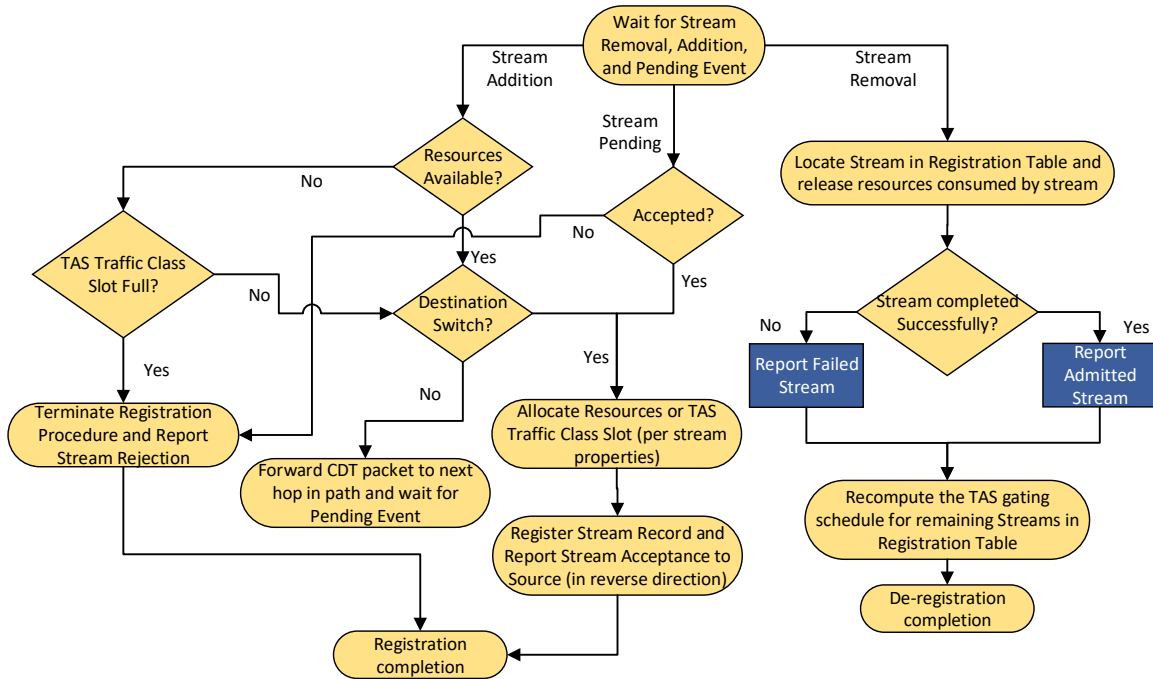 Wait for Stream
Removal, Addition,
and Pending Event
Stream
Addition
Stream
Removal
Stream
Pending
Resources
Available?
No
Yes
Accepted?
No
Yes
Locate Stream in Registration Table and
release resources consumed by stream
TAS Traffic Class
Slot Full?
No
Yes
Destination
Switch?
No
Yes
Stream completed
Successfully?
No
Yes
Report Failed
Stream
Report
Admitted
Stream
Terminate Registration
Procedure and Report
Stream Rejection
Allocate Resources or TAS
Traffic Class Slot (per stream
properties)
Forward CDT packet to next
hop in path and wait for
Pending Event
Recompute the TAS gating
schedule for remaining Streams in
Registration Table
Register Stream Record and
Report Stream Acceptance to
Source (in reverse direction)
De-registration
completion
Registration
completion